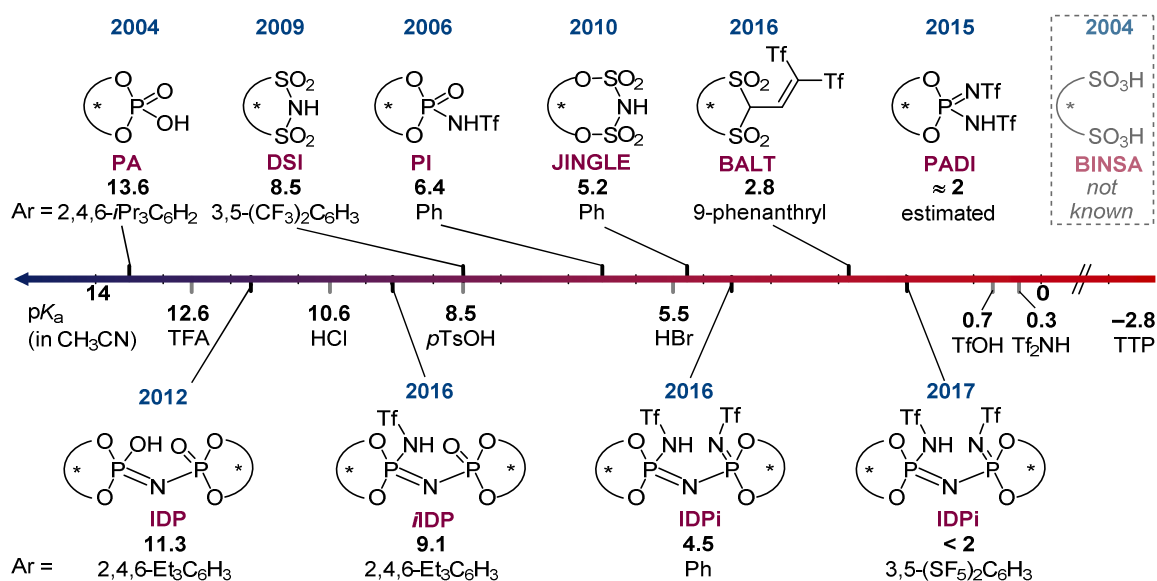 2004 2009 2006 2010 2016 2015 2004
O O P O OH
SO₂ * NH SO₂
O O P O NHTf
O SO₂ * NH O SO₂
SO₂ * SO₂ Tf Tf
O O P NTf NHTf
SO₃H * SO₃H
PA DSI PI JINGLE BALT PADI BINSA
13.6 8.5 6.4 5.2 2.8 ≈ 2 not
known
Ar = 2,4,6-iPr₃C₆H₂ 3,5-(CF₃)₂C₆H₃ Ph Ph 9-phenanthryl estimated
14 0
pKa 12.6 10.6 8.5 5.5 0.7 0.3 –2.8
(in CH₃CN) TFA HCl pTsOH HBr TfOH Tf₂NH TTP
2012 2016 2016 2017
O OH O O
* P P *
O N O
Tf
O NH O O
* P P *
O N O
Tf Tf
O NH N O
* P P *
O N O
Tf Tf
O NH N O
* P P *
O N O
IDP iIDP IDPi IDPi
11.3 9.1 4.5 < 2
Ar = 2,4,6-Et₃C₆H₃ 2,4,6-Et₃C₆H₃ Ph 3,5-(SF₅)₂C₆H₃